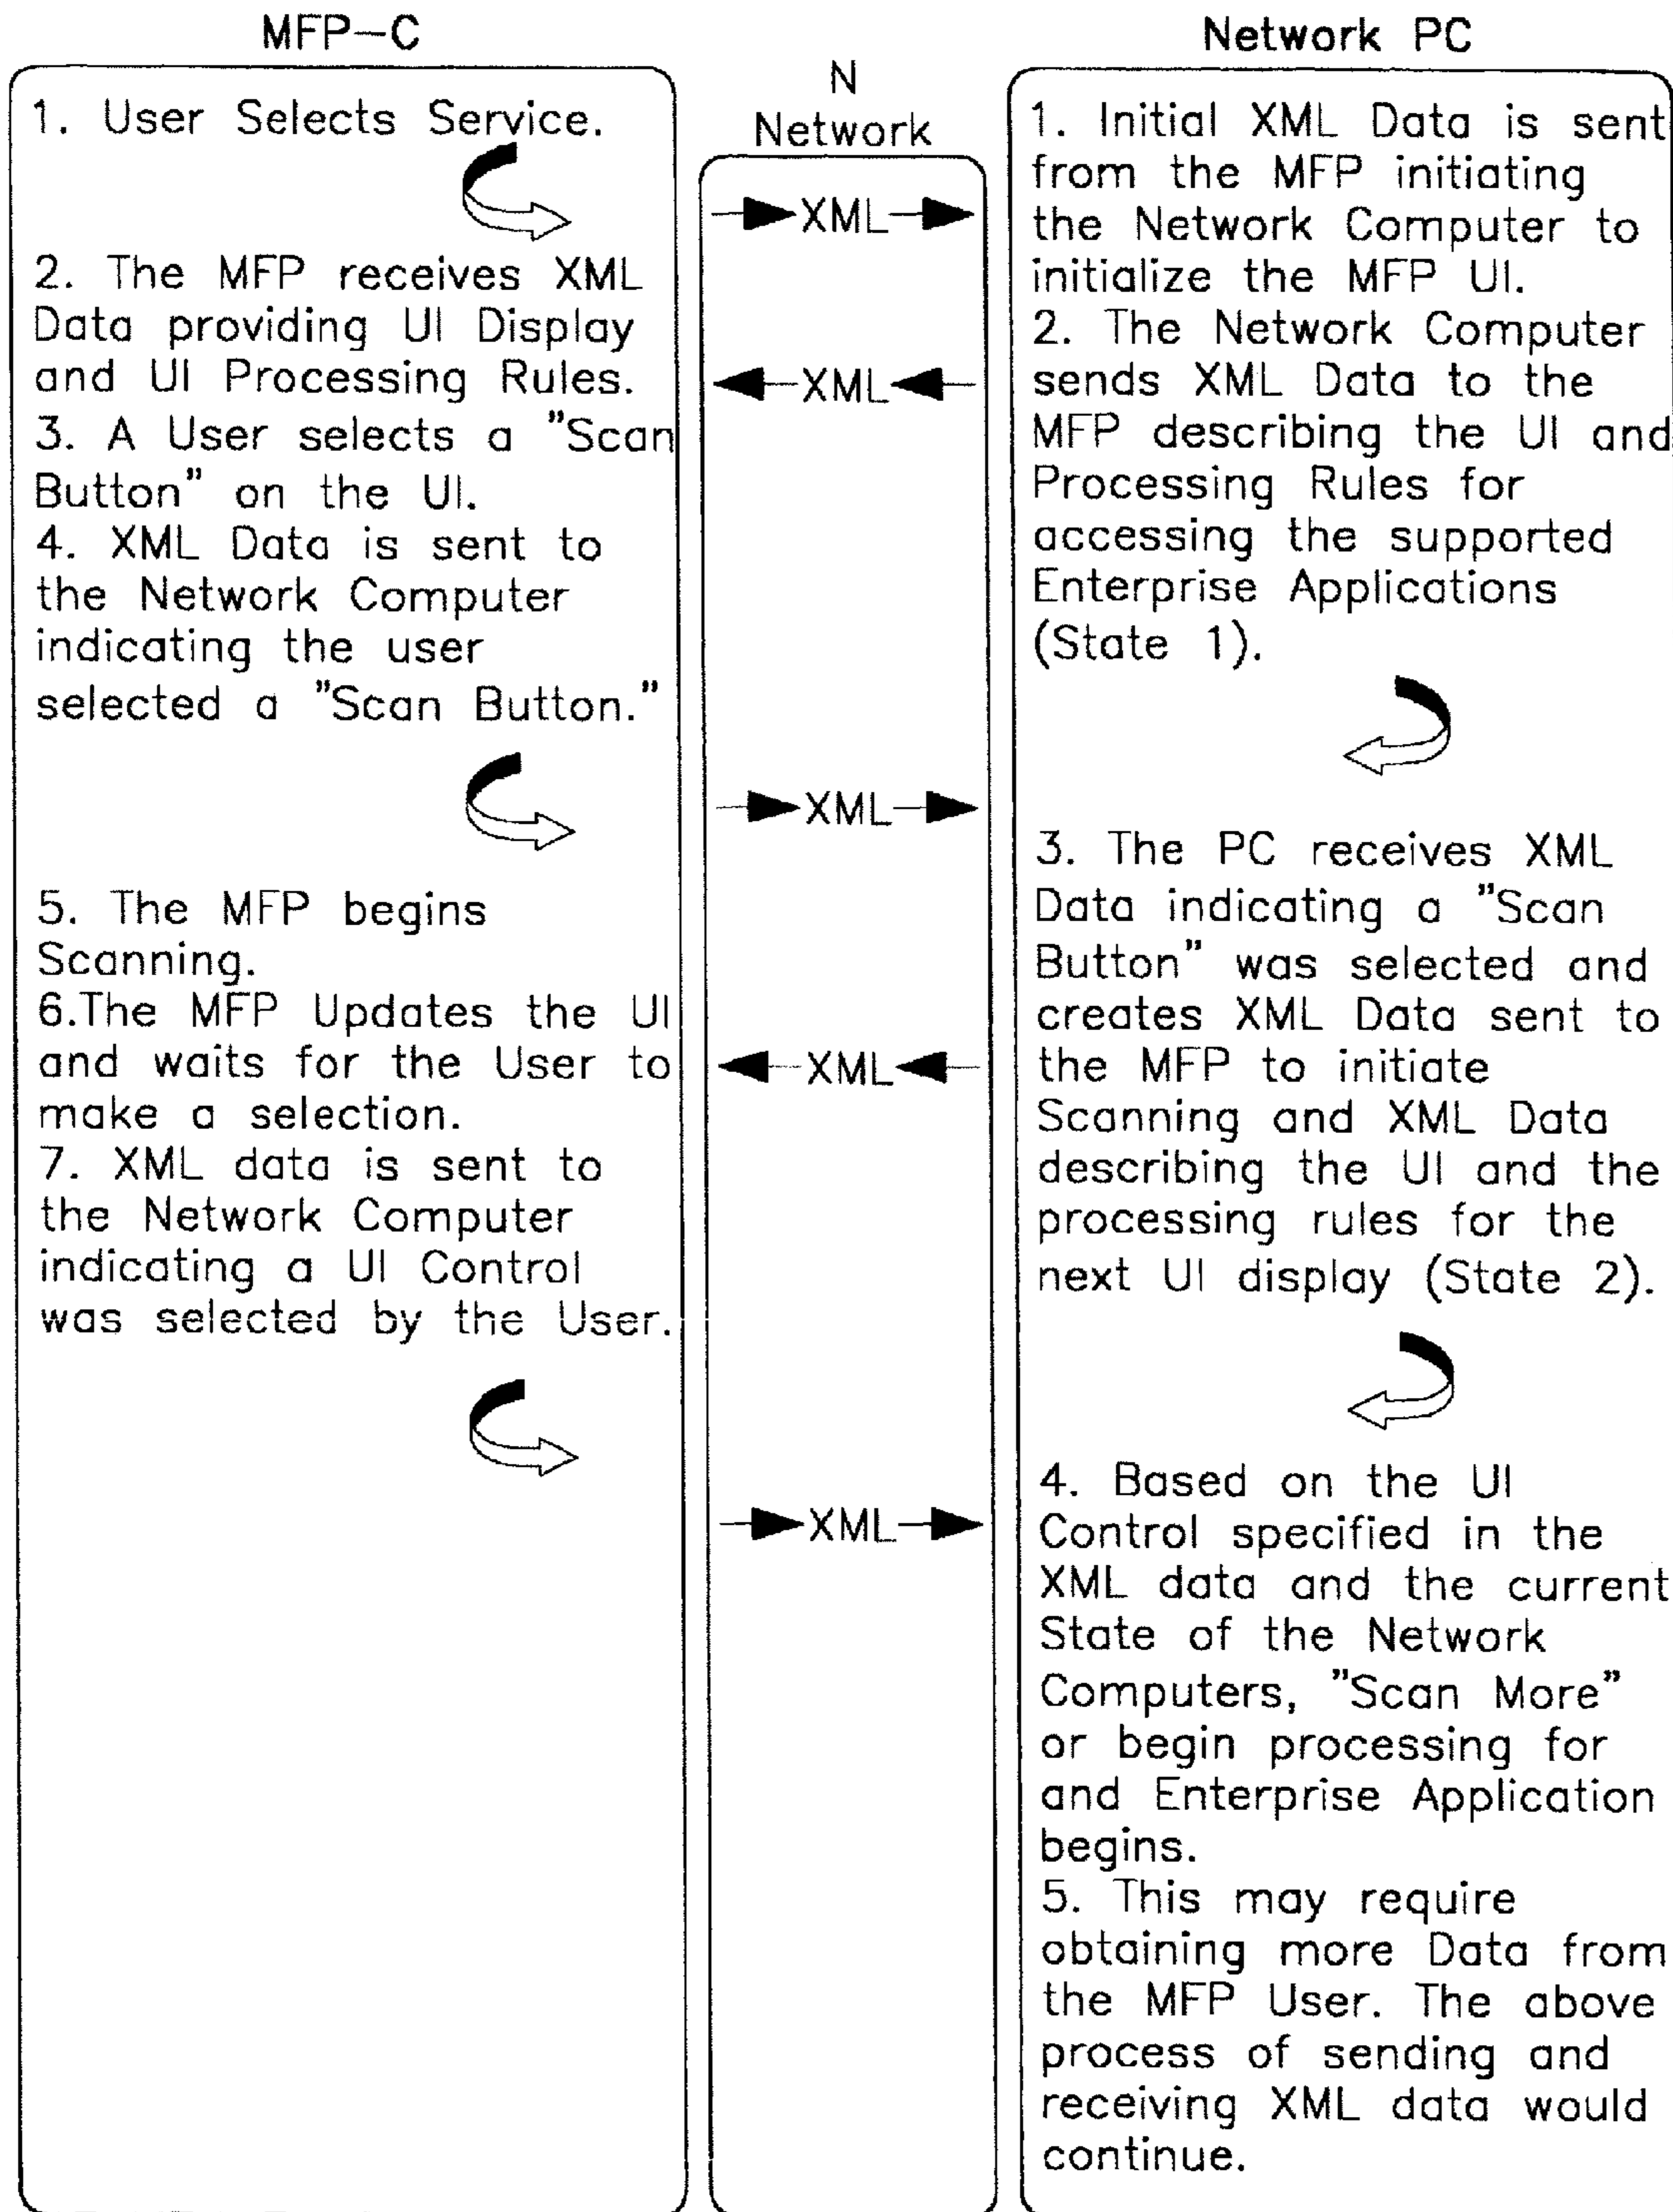 MFP-C
1. User Selects Service.
2. The MFP receives XML
Data providing UI Display
and UI Processing Rules.
3. A User selects a "Scan
Button" on the UI.
4. XML Data is sent to
the Network Computer
indicating the user
selected a "Scan Button."
5. The MFP begins
Scanning.
6.The MFP Updates the UI
and waits for the User to
make a selection.
7. XML data is sent to
the Network Computer
indicating a UI Control
was selected by the User.
N
Network
XML
XML
XML
XML
XML
Network PC
1. Initial XML Data is sent
from the MFP initiating
the Network Computer to
initialize the MFP UI.
2. The Network Computer
sends XML Data to the
MFP describing the UI and
Processing Rules for
accessing the supported
Enterprise Applications
(State 1).
3. The PC receives XML
Data indicating a "Scan
Button" was selected and
creates XML Data sent to
the MFP to initiate
Scanning and XML Data
describing the UI and the
processing rules for the
next UI display (State 2).
4. Based on the UI
Control specified in the
XML data and the current
State of the Network
Computers, "Scan More"
or begin processing for
and Enterprise Application
begins.
5. This may require
obtaining more Data from
the MFP User. The above
process of sending and
receiving XML data would
continue.